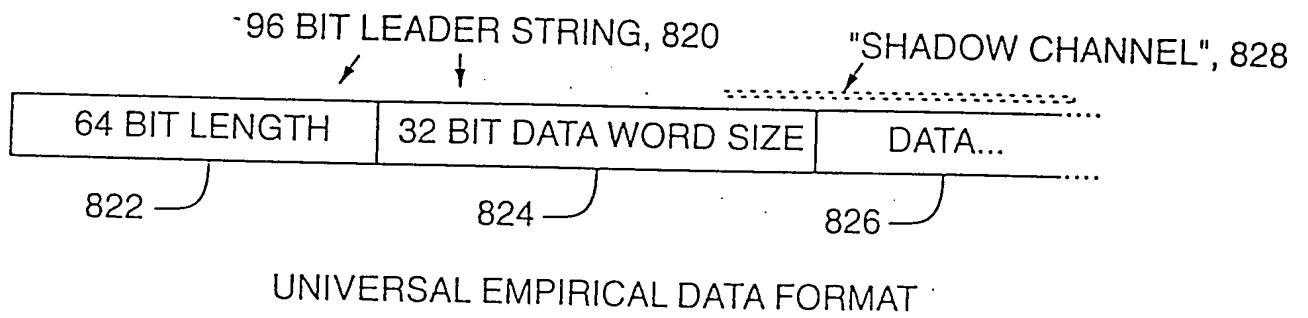 96 BIT LEADER STRING, 820
"SHADOW CHANNEL", 828
64 BIT LENGTH
32 BIT DATA WORD SIZE
DATA...
822
824
826
UNIVERSAL EMPIRICAL DATA FORMAT